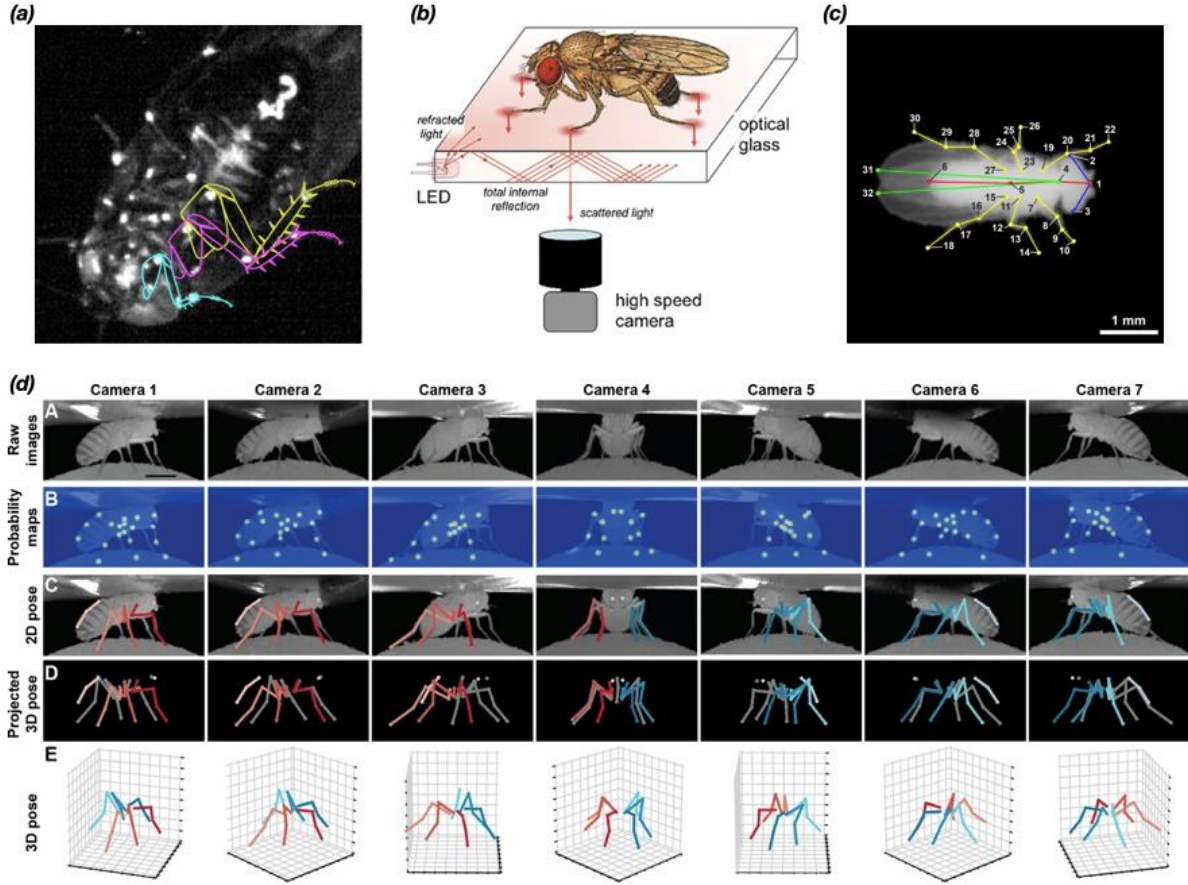 (a)
(b)
refracted
light
LED
total internal
reflection
scattered light
optical
glass
high speed
camera
(c)
30
29
28
25
26
24
23
19
20
21
22
2
27
31
6
4
1
32
5
15
11
7
3
16
8
12
9
17
13
10
18
14
1 mm
(d)
Camera 1
Camera 2
Camera 3
Camera 4
Camera 5
Camera 6
Camera 7
Raw
images
A
Probability
maps
B
2D pose
C
Projected
3D pose
D
3D pose
E